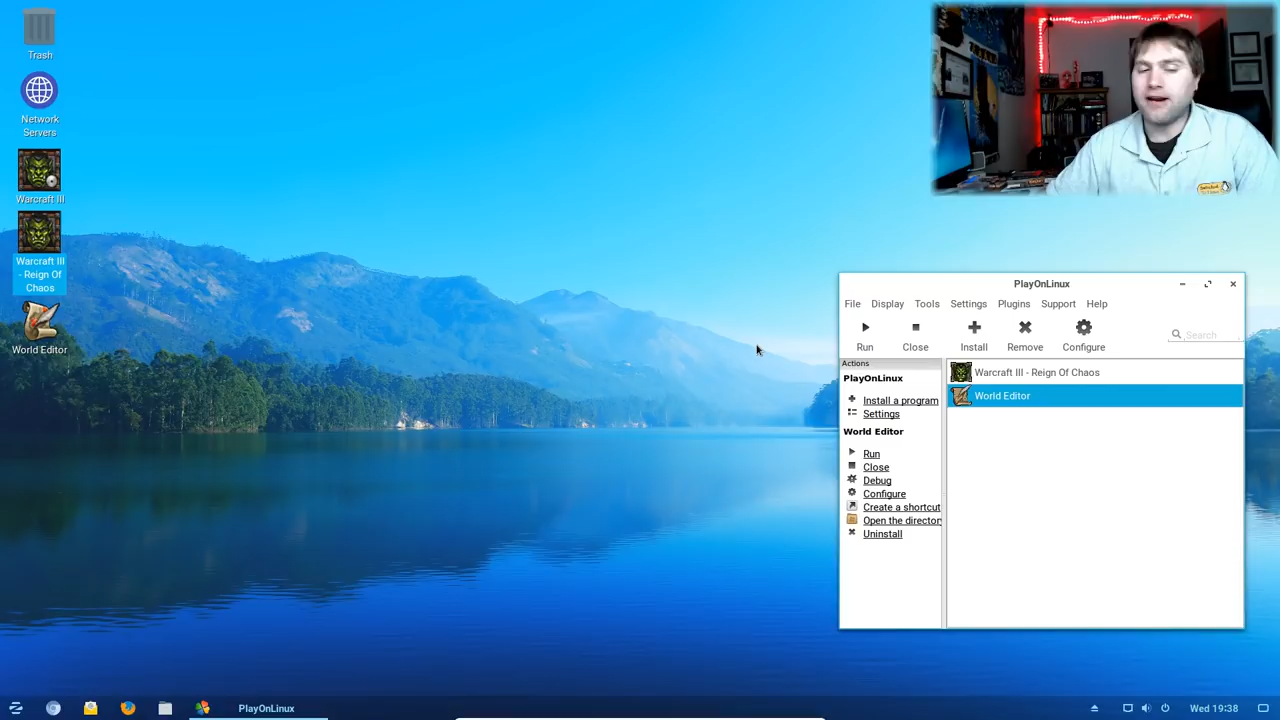 Trash
Network
Servers
Warcraft III
Warcraft III
- Reign Of
Chaos
World Editor
PlayOnLinux
File Display Tools Settings Plugins Support Help
Run Close Install Remove Configure
Search
Actions
PlayOnLinux
Install a program
Settings
World Editor
Run
Close
Debug
Configure
Create a shortcut
Open the director
Uninstall
Warcraft III - Reign Of Chaos
World Editor
PlayOnLinux
Wed 19:38